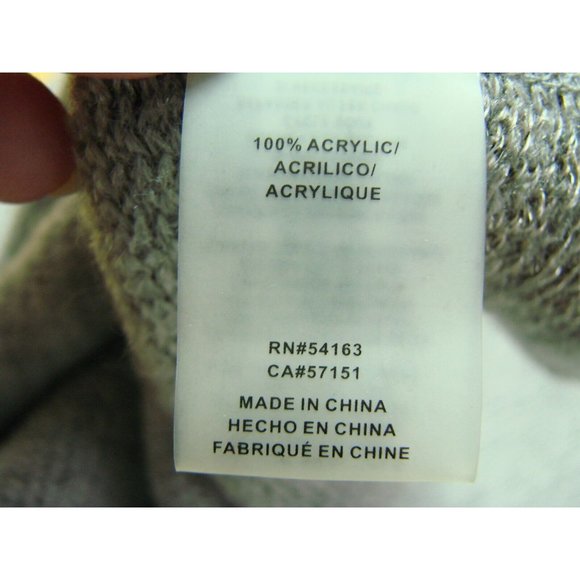 100% ACRYLIC/
ACRILICO/
ACRYLIQUE
RN#54163
CA#57151
MADE IN CHINA
HECHO EN CHINA
FABRIQUÉ EN CHINE